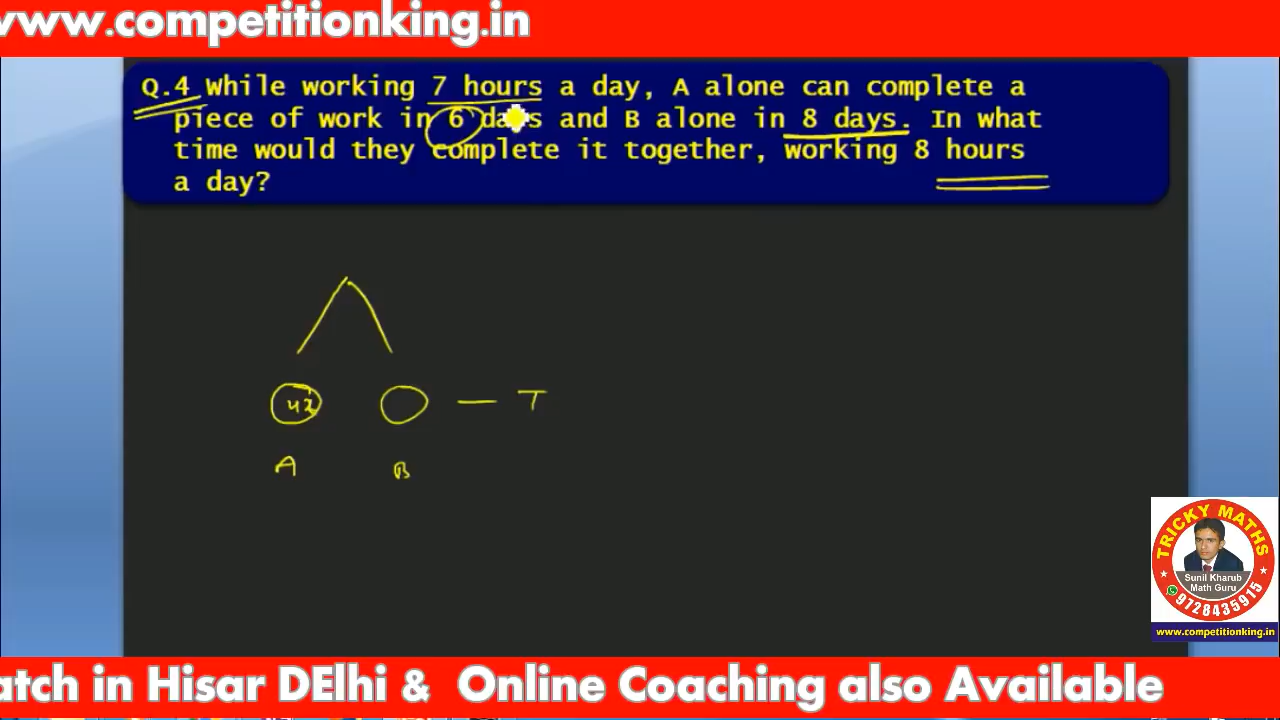 www.competitionking.in
Q.4 While working 7 hours a day, A alone can complete a
piece of work in 6 days and B alone in 8 days. In what
time would they complete it together, working 8 hours
a day?
42 — T
A B
TRICKY MATHS
Sunil Kharub
Math Guru
9728435915
www.competitionking.in
atch in Hisar DElhi & Online Coaching also Available